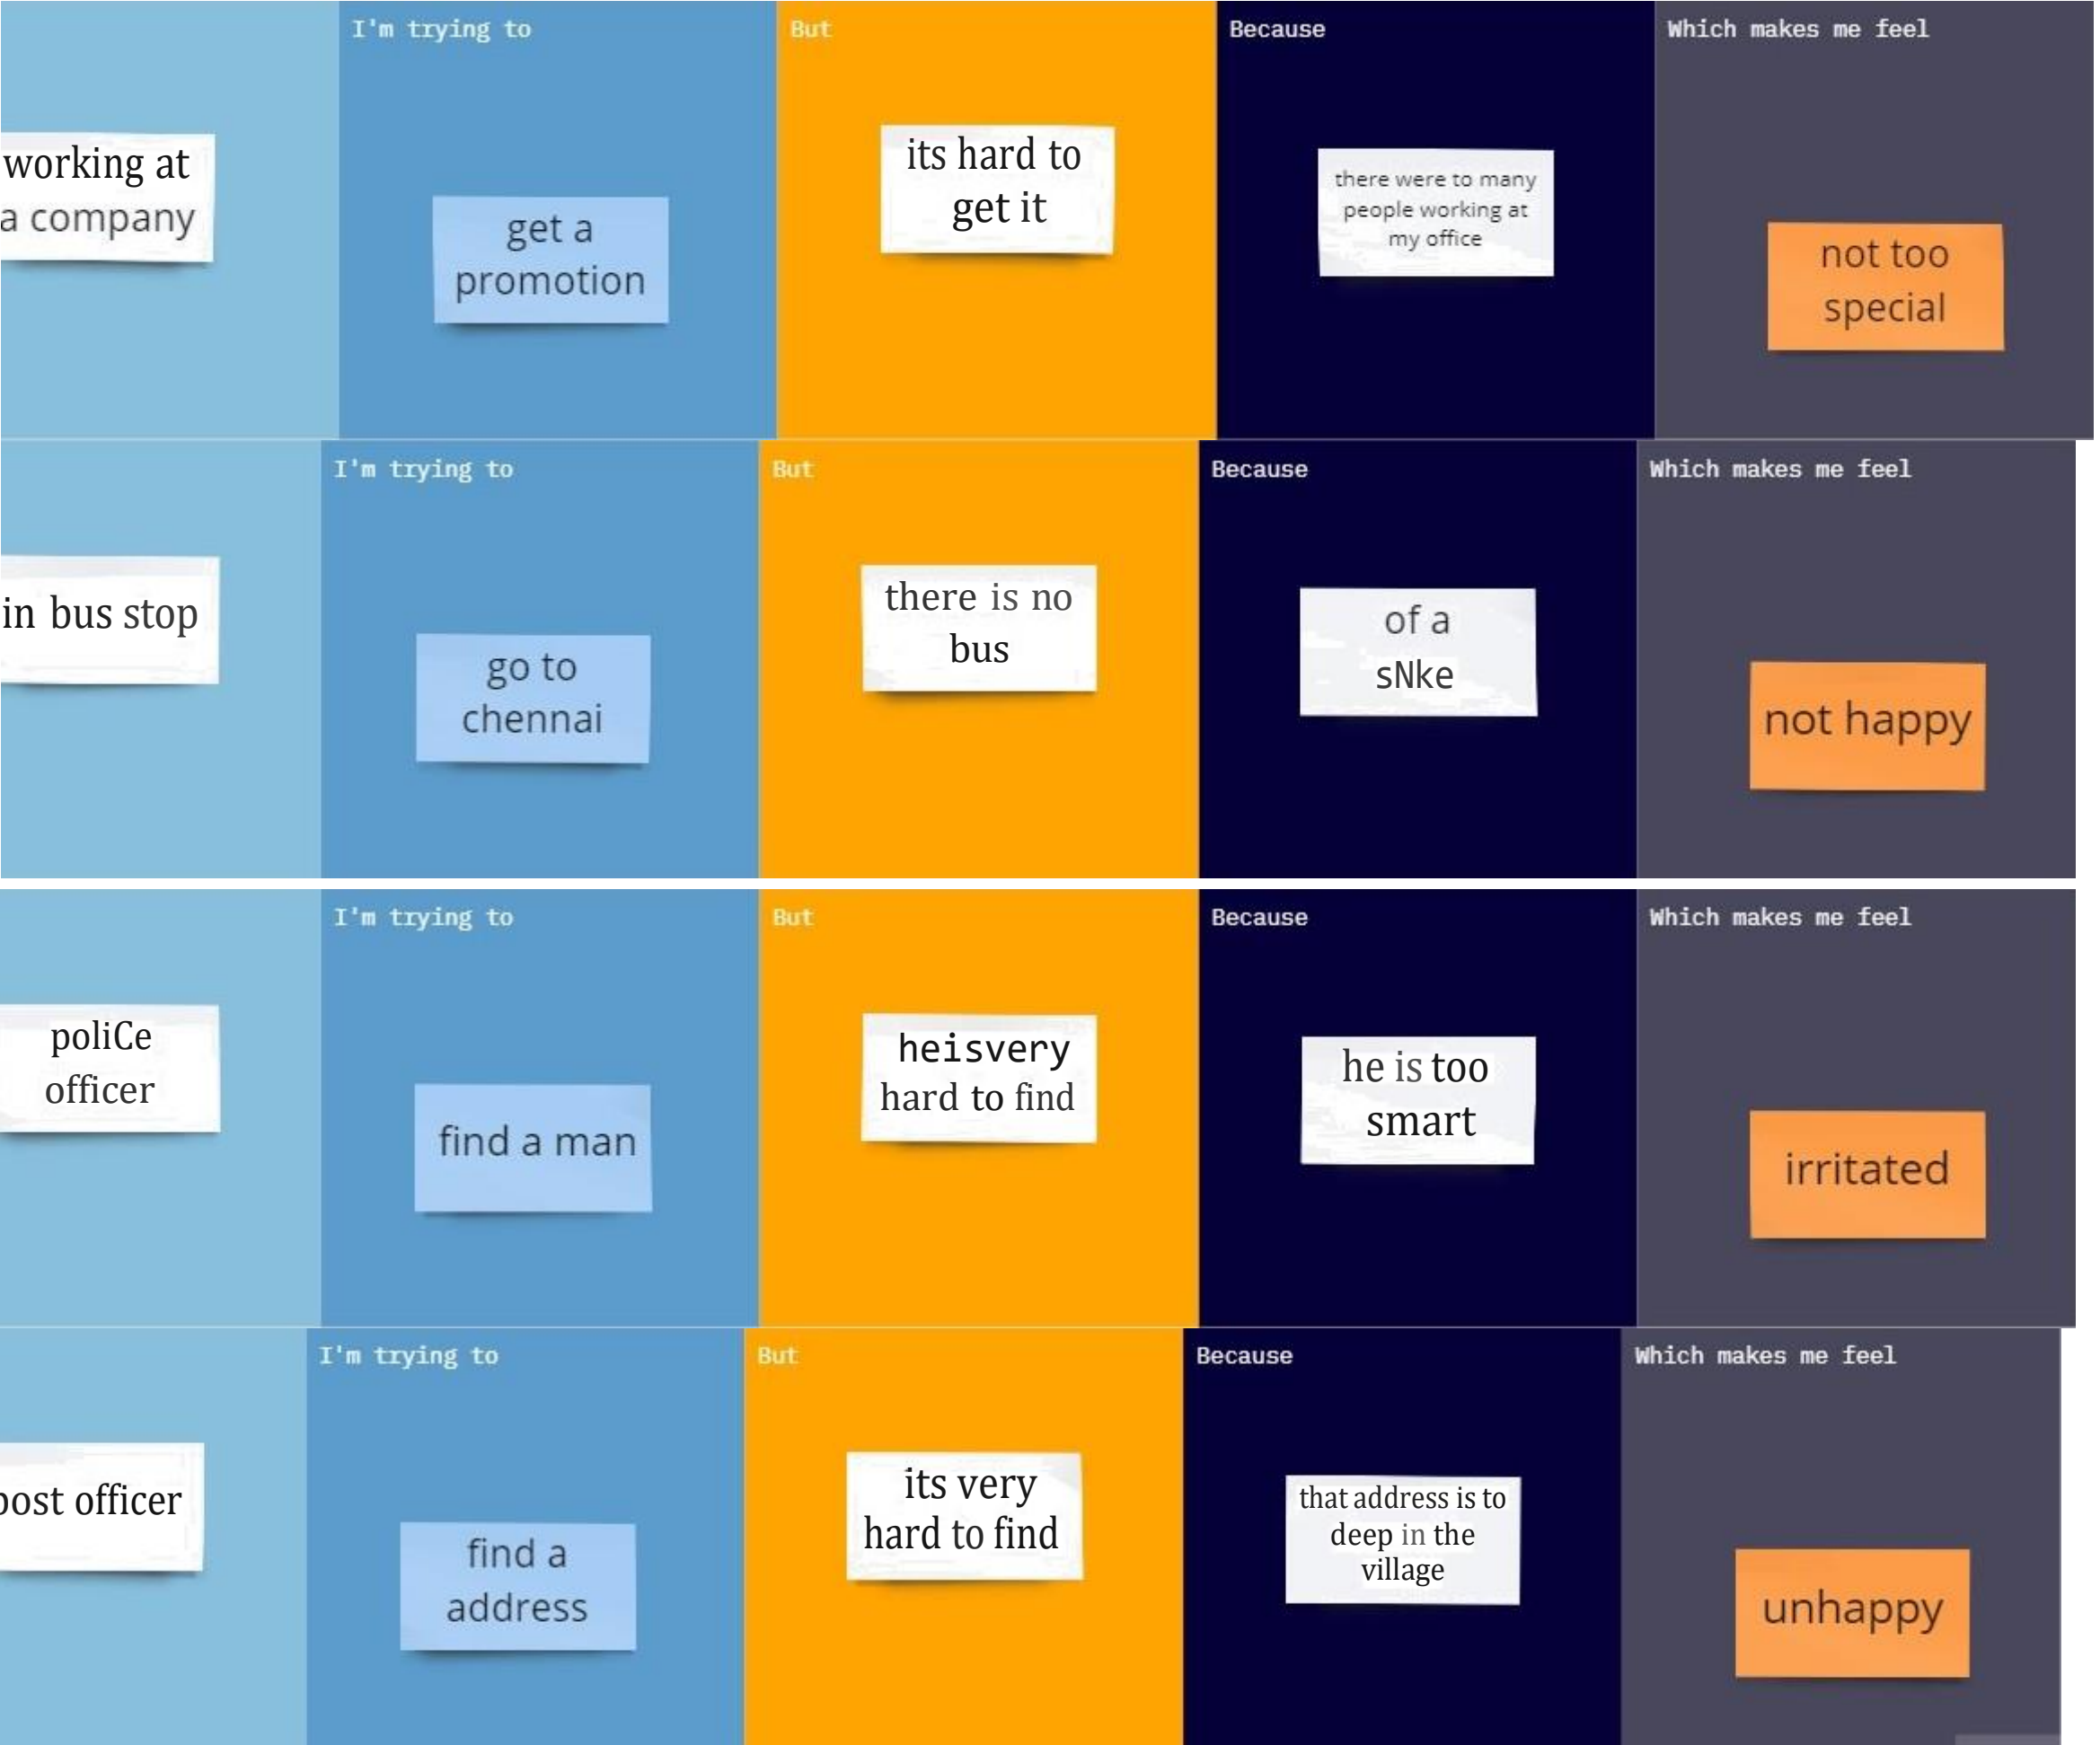 I'm trying to
But
Because
Which makes me feel
working at
a company
get a
promotion
its hard to
get it
there were to many
people working at
my office
not too
special
I'm trying to
But
Because
Which makes me feel
in bus stop
go to
chennai
there is no
bus
of a
sNke
not happy
I'm trying to
But
Because
Which makes me feel
poliCe
officer
find a man
heisvery
hard to find
he is too
smart
irritated
I'm trying to
But
Because
Which makes me feel
post officer
find a
address
its very
hard to find
that address is to
deep in the
village
unhappy